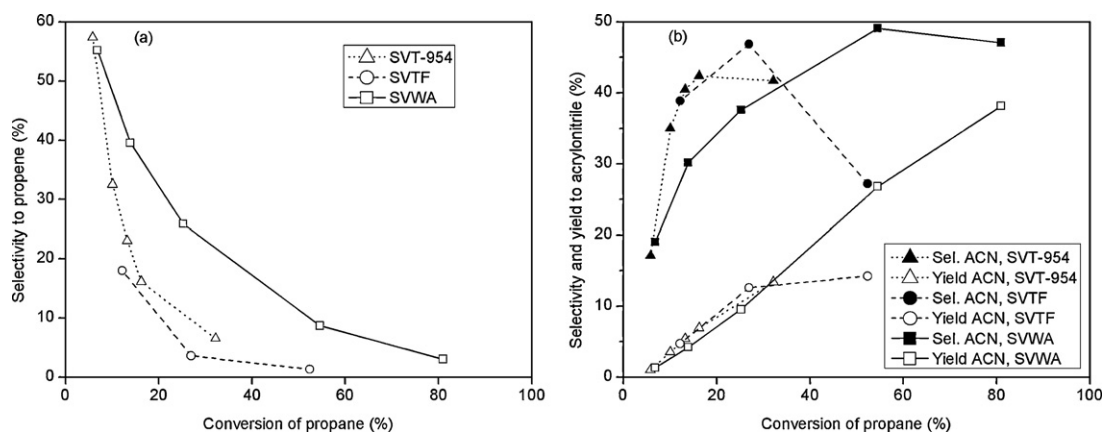 (a)
SVT-954
SVTF
SVWA
60
50
40
30
20
10
0
Selectivity to propene (%)
0 20 40 60 80 100
Conversion of propane (%)
(b)
50
40
30
20
10
0
Selectivity and yield to acrylonitrile (%)
Sel. ACN, SVT-954
Yield ACN, SVT-954
Sel. ACN, SVTF
Yield ACN, SVTF
Sel. ACN, SVWA
Yield ACN, SVWA
0 20 40 60 80 100
Conversion of propane (%)